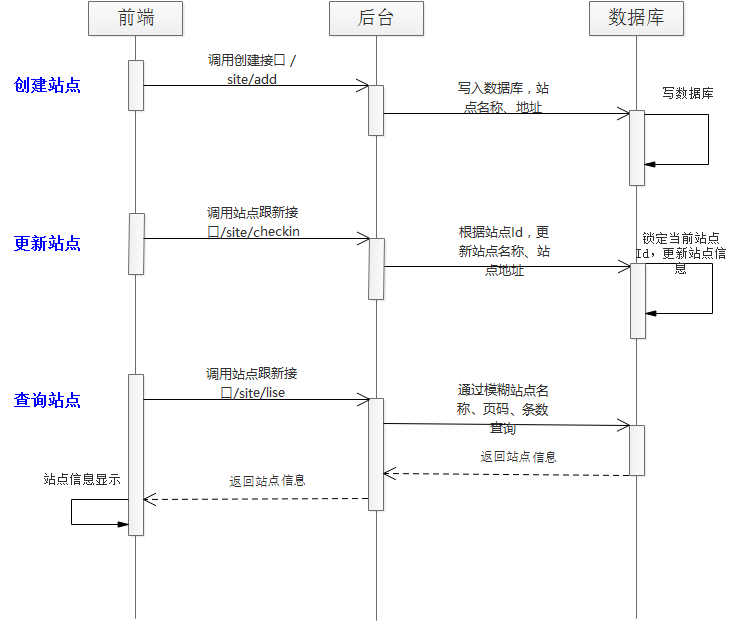 前端
后台
数据库
创建站点
调用创建接口 /
site/add
写入数据库，站
点名称、地址
写数据库
更新站点
调用站点跟新接
口/site/checkin
根据站点Id，更
新站点名称、站
点地址
锁定当前站点
Id，更新站点信
息
查询站点
调用站点跟新接
口/site/lise
通过模糊站点名
称、页码、条数
查询
返回站点信息
返回站点信息
站点信息显示